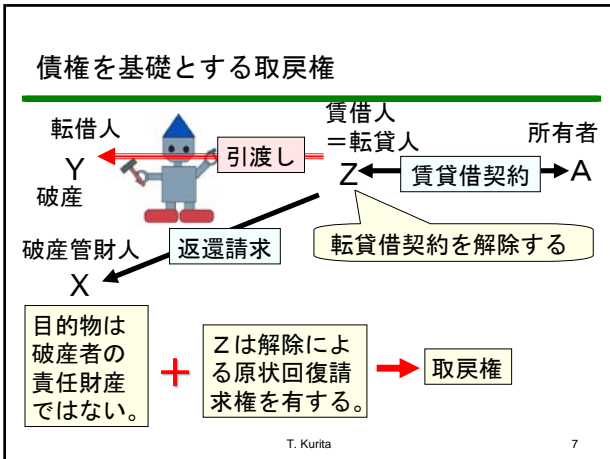 債権を基礎とする取戻権
転借人
Y
破産
引渡し
賃借人
＝転貸人
Z
賃貸借契約
所有者
A
転貸借契約を解除する
返還請求
破産管財人
X
目的物は
破産者の
責任財産
ではない。
＋
Ｚは解除によ
る原状回復請
求権を有する。
取戻権
T. Kurita
7